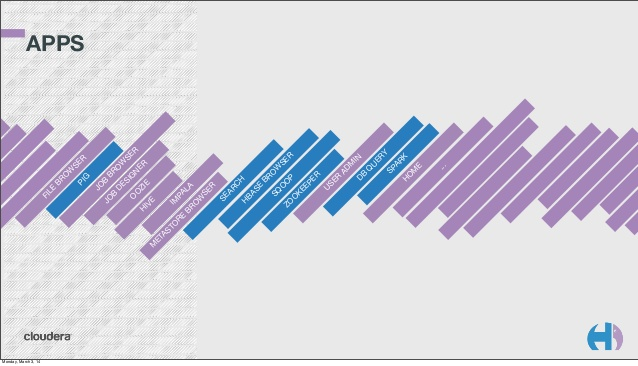 APPS
FILE BROWSER
PIG
JOB BROWSER
JOB DESIGNER
OOZIE
HIVE
IMPALA
METASTORE BROWSER
SEARCH
HBASE BROWSER
SQOOP
ZOOKEEPER
USER ADMIN
DB QUERY
SPARK
HOME
...
cloudera
Monday, March 3, 14